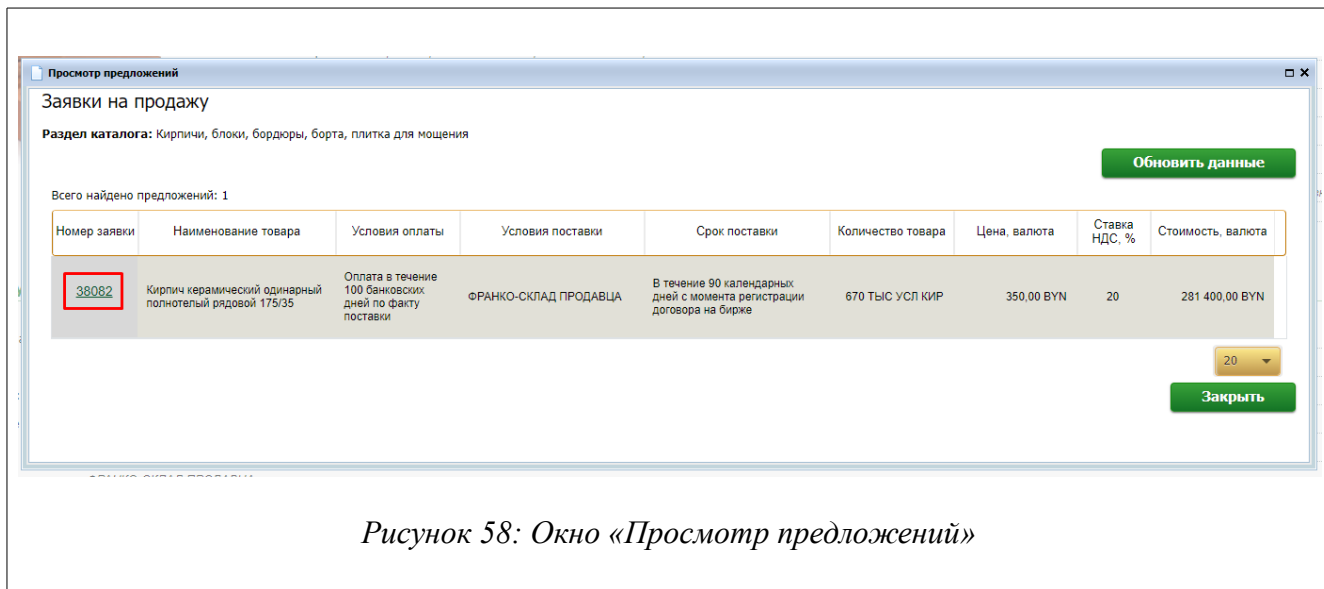 Просмотр предложений
Заявки на продажу
Раздел каталога: Кирпичи, блоки, бордюры, борта, плитка для мощения
Обновить данные
Всего найдено предложений: 1
Номер заявки Наименование товара Условия оплаты Условия поставки Срок поставки Количество товара Цена, валюта Ставка НДС, % Стоимость, валюта
38082
Кирпич керамический одинарный
полнотелый рядовой 175/35
Оплата в течение
100 банковских
дней по факту
поставки
ФРАНКО-СКЛАД ПРОДАВЦА
В течение 90 календарных
дней с момента регистрации
договора на бирже
670 ТЫС УСЛ КИР
350,00 BYN
20
281 400,00 BYN
20
Закрыть
Рисунок 58: Окно «Просмотр предложений»